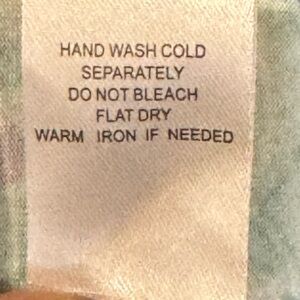 HAND WASH COLD
SEPARATELY
DO NOT BLEACH
FLAT DRY
WARM IRON IF NEEDED